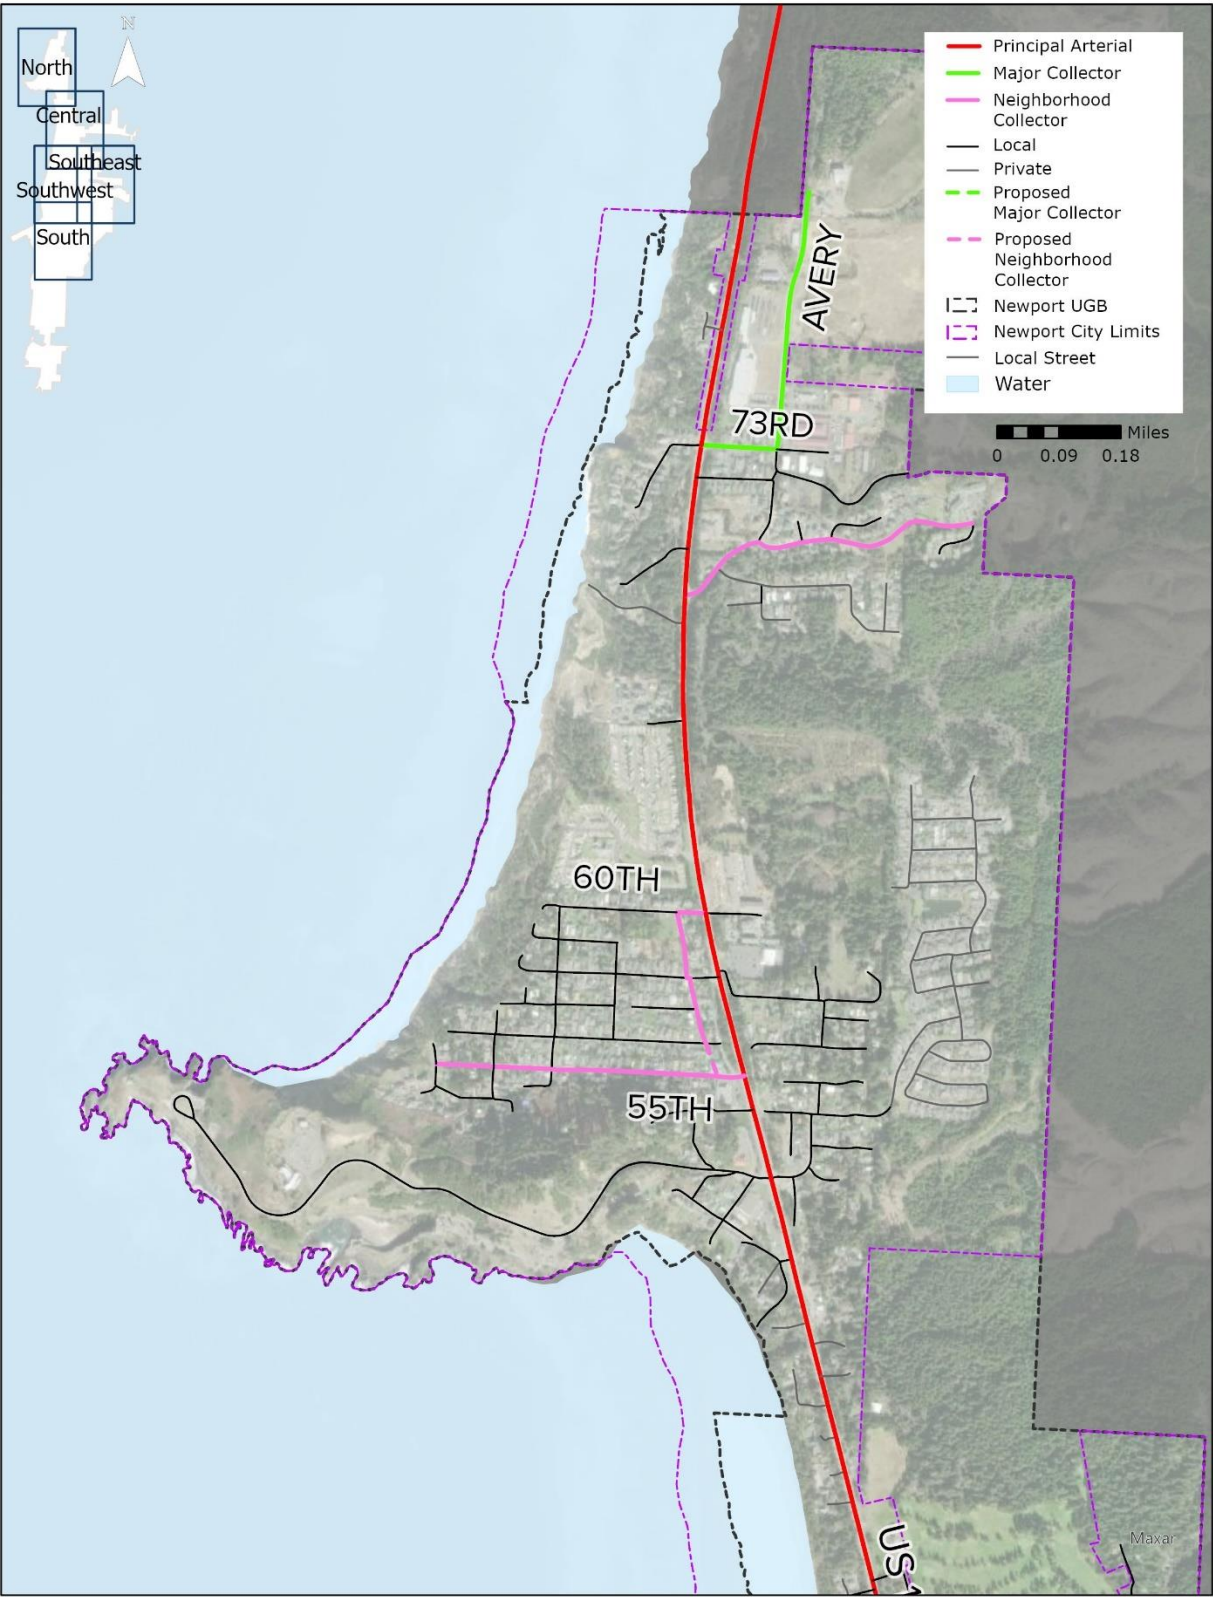 N
North
Central
Southeast
Southwest
South
Principal Arterial
Major Collector
Neighborhood
Collector
Local
Private
Proposed
Major Collector
Proposed
Neighborhood
Collector
Newport UGB
Newport City Limits
Local Street
Water
Miles
0 0.09 0.18
AVERY
73RD
60TH
55TH
US
Maxar